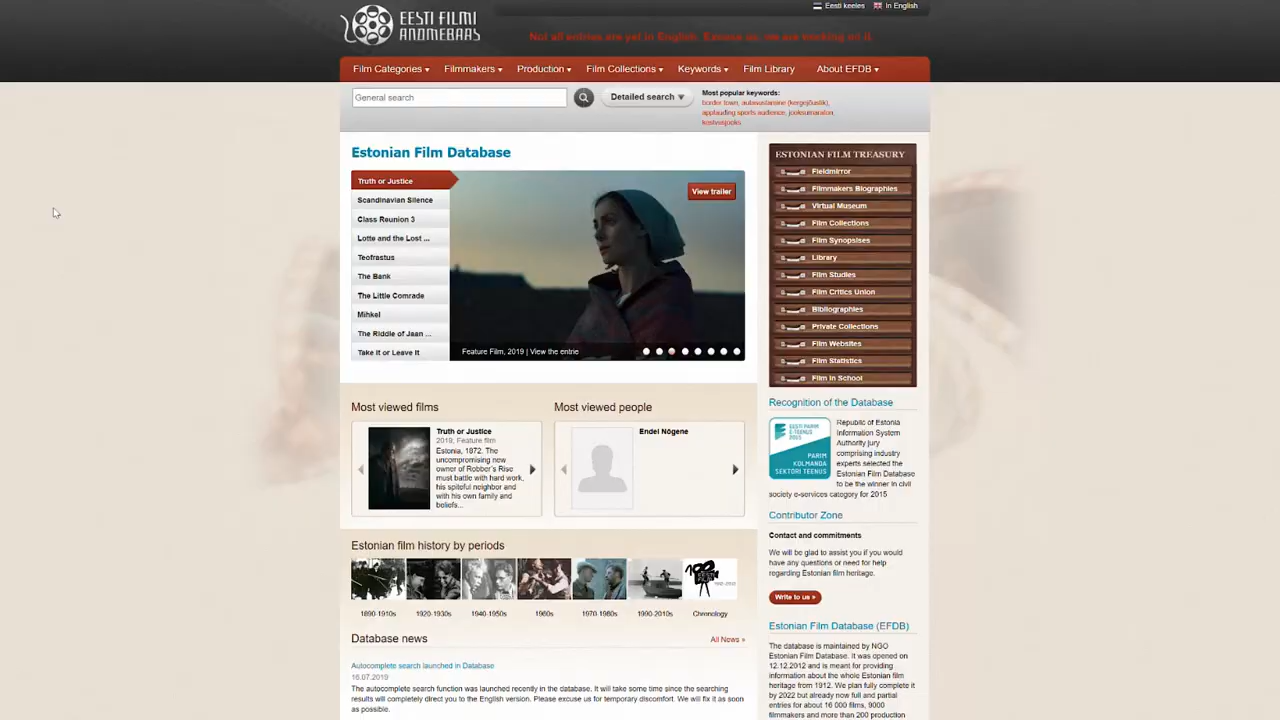 Eesti keeles
In English
EESTI FILMI
ANDMEBAAS
Not all entries are yet in English. Excuse us, we are working on it.
Film Categories
Filmmakers
Production
Film Collections
Keywords
Film Library
About EFDB
General search
Detailed search
Most popular keywords:
border town, autasustamine (kergejõustik),
applauding sports audience, jooksumaraton
Estonian Film Database
Truth or Justice
Scandinavian Silence
Class Reunion 3
Lotte and the Lost ...
Teofrastus
The Bank
The Little Comrade
Mihkel
The Riddle of Jaan ...
Take It or Leave It
View trailer
Feature Film, 2019 | View the entrie
ESTONIAN FILM TREASURY
Fieldmirror
Filmmakers Biographies
Virtual Museum
Film Collections
Film Synopsises
Library
Film Studies
Film Critics Union
Bibliographies
Private Collections
Film Websites
Film Statistics
Film in School
Most viewed films
Truth or Justice
2019, Feature film
Estonia, 1872. The
uncompromising new
owner of Robber's Rise
must battle with hard work,
his spiteful neighbor and
with his own family and
beliefs...
Most viewed people
Endel Nõgene
Recognition of the Database
EESTI PARIM
E-TEENUS
2015
PARIM
KOLMANDA
SEKTORI TEENUS
Republic of Estonia
Information System
Authority jury
comprising industry
experts selected the
Estonian Film Database
to be the winner in civil
society e-services category for 2015
Contributor Zone
Contact and commitments
We will be glad to assist you if you would
have any questions or need for help
regarding Estonian film heritage.
Write to us »
Estonian film history by periods
100
1890-1910s
1920-1930s
1940-1950s
1960s
1970-1980s
1990-2010s
Chronology
Database news
All News »
Autocomplete search launched in Database
16.07.2019
The autocomplete search function was launched recently in the database. It will take some time since the searching
results will completely direct you to the English version. Please excuse us for temporary discomfort. We will fix it as soon
as possible.
Estonian Film Database (EFDB)
The database is maintained by NGO
Estonian Film Database. It was opened on
12.12.2012 and is meant for providing
information about the whole Estonian film
heritage from 1912. We plan fully complete it
by 2022 but already now full and partial
entries for about 16 000 films, 9000
filmmakers and more than 200 production